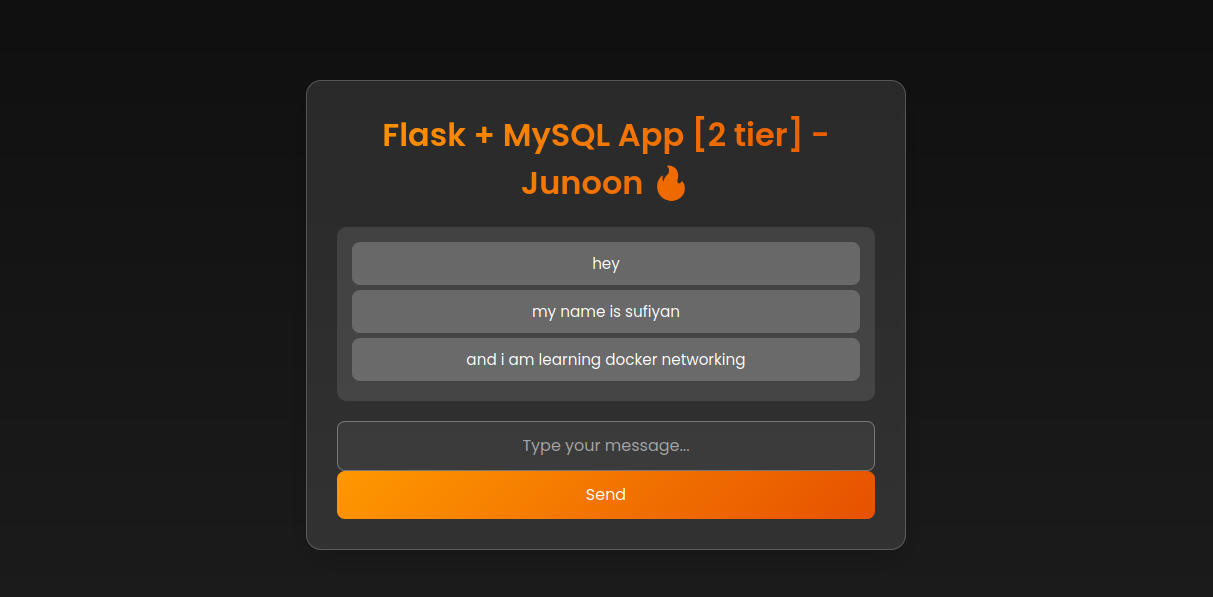 Flask + MySQL App [2 tier] -
Junoon 🔥
hey
my name is sufiyan
and i am learning docker networking
Type your message...
Send